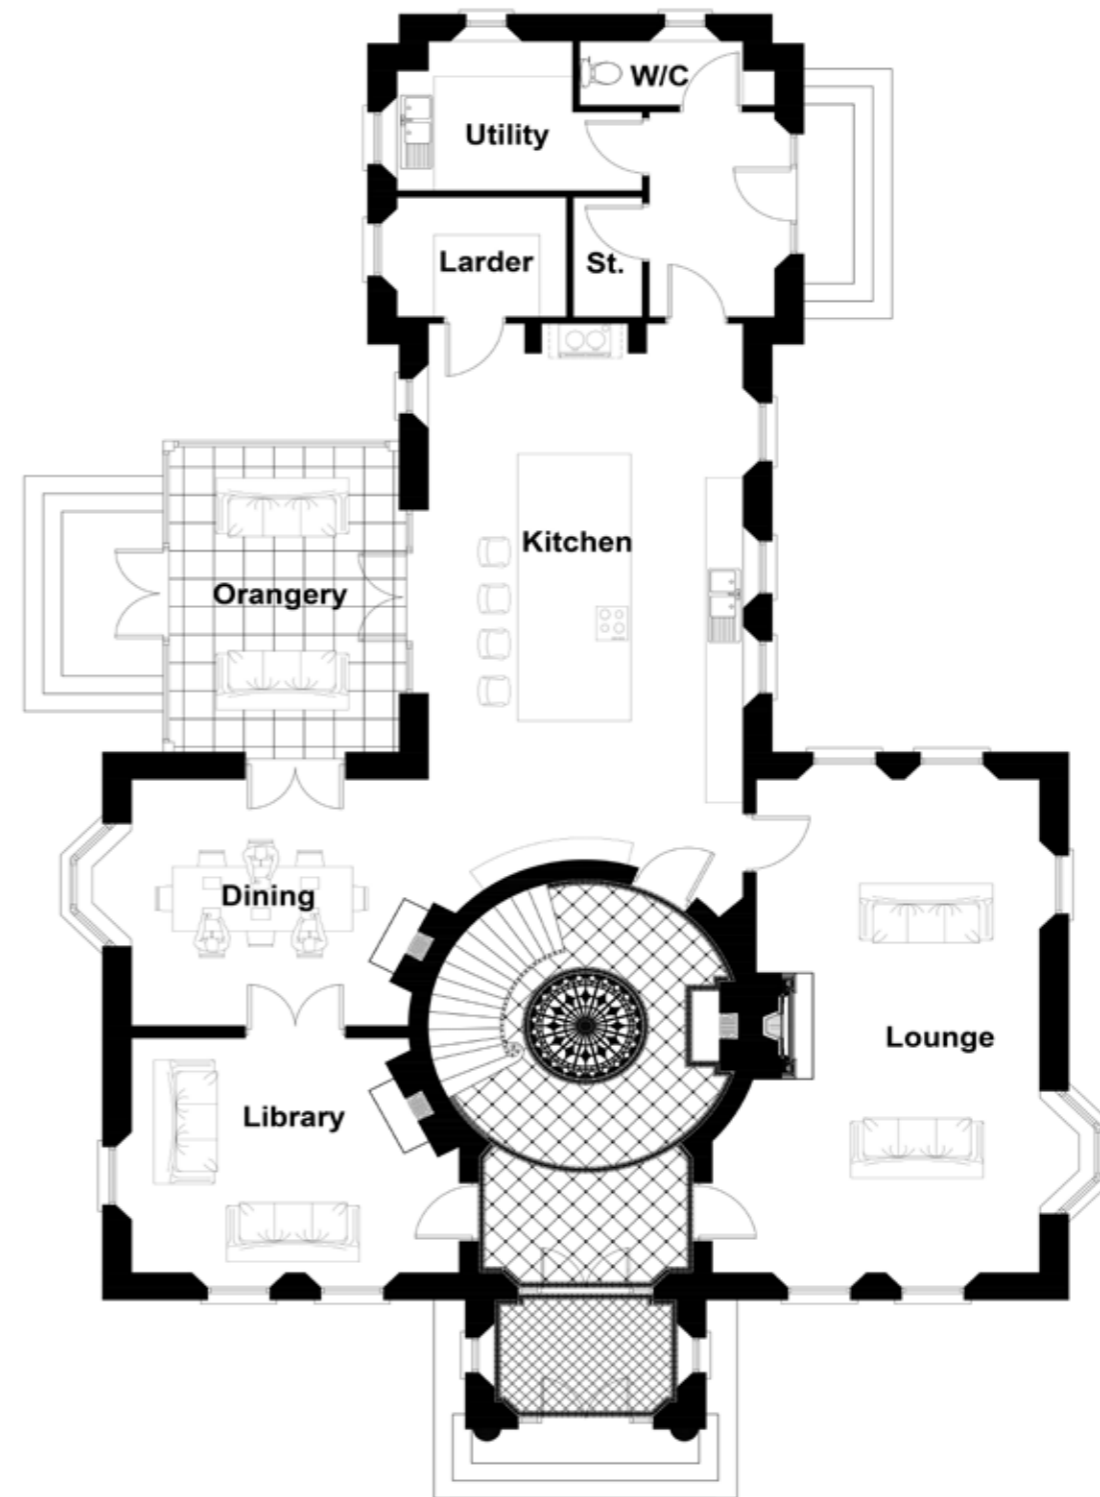 W/C
Utility
Larder
St.
Kitchen
Orangery
Dining
Lounge
Library